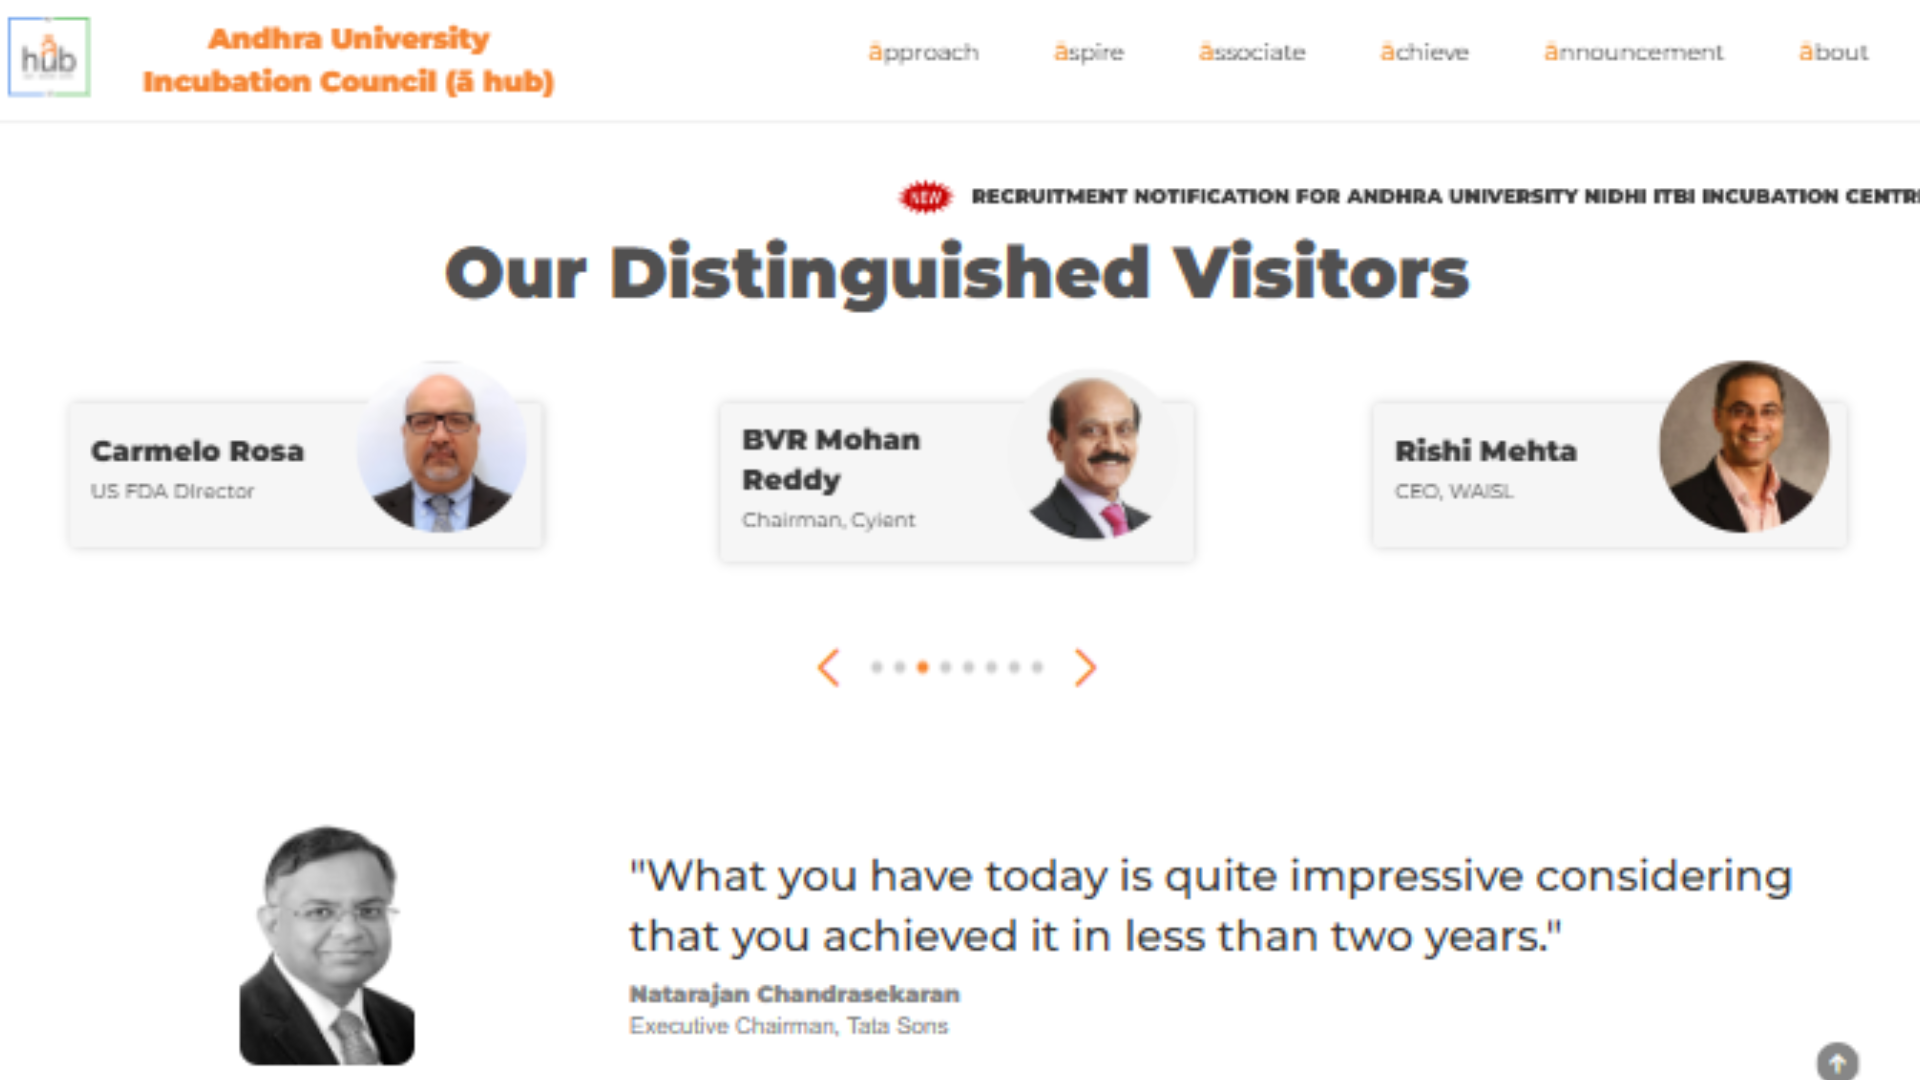 hub
Andhra University
Incubation Council (ā hub)
āpproach
āspire
āssociate
āchieve
ānnouncement
ābout
NEW
RECRUITMENT NOTIFICATION FOR ANDHRA UNIVERSITY NIDHI ITBI INCUBATION
Our Distinguished Visitors
Carmelo Rosa
US FDA Director
BVR Mohan
Reddy
Chairman, Cyient
Rishi Mehta
CEO, WAISL
"What you have today is quite impressive considering
that you achieved it in less than two years."
Natarajan Chandrasekaran
Executive Chairman, Tata Sons